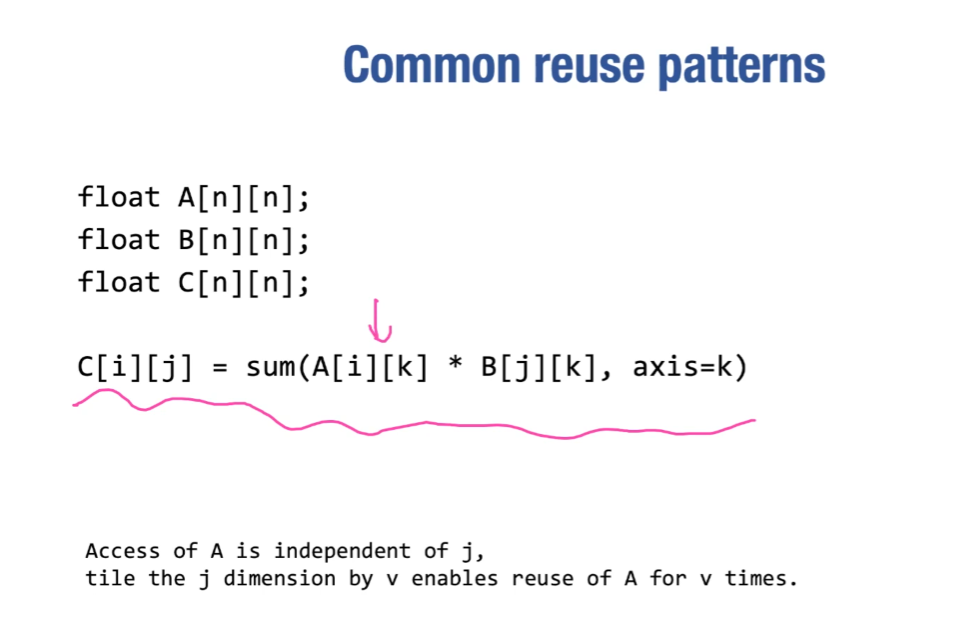 Common reuse patterns
float A[n][n];
float B[n][n];
float C[n][n];
C[i][j] = sum(A[i][k] * B[j][k], axis=k)
Access of A is independent of j,
tile the j dimension by v enables reuse of A for v times.